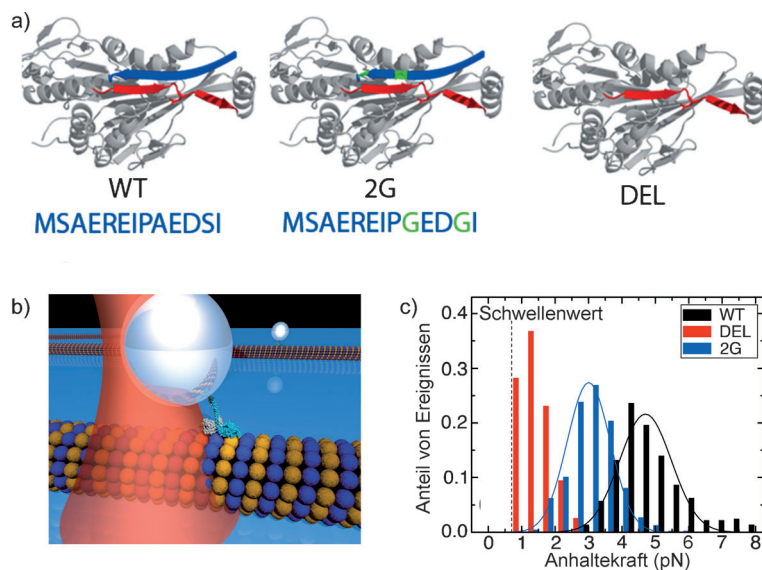 a)
WT
2G
DEL
MSAEREIPAEDSI
MSAEREIPGEDGI
b)
c)
Anteil von Ereignissen
0.4
0.3
0.2
0.1
0.0
Schwellenwert
WT
DEL
2G
0 1 2 3 4 5 6 7 8
Anhaltekraft (pN)